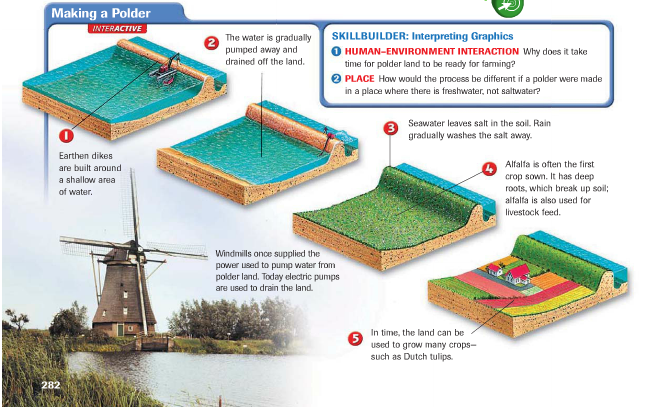 Making a Polder
INTERACTIVE
2 The water is gradually
pumped away and
drained off the land.
SKILLBUILDER: Interpreting Graphics
1 HUMAN–ENVIRONMENT INTERACTION Why does it take
time for polder land to be ready for farming?
2 PLACE How would the process be different if a polder were made
in a place where there is freshwater, not saltwater?
1
Earthen dikes
are built around
a shallow area
of water.
3 Seawater leaves salt in the soil. Rain
gradually washes the salt away.
4 Alfalfa is often the first
crop sown. It has deep
roots, which break up soil;
alfalfa is also used for
livestock feed.
Windmills once supplied the
power used to pump water from
polder land. Today electric pumps
are used to drain the land.
5 In time, the land can be
used to grow many crops–
such as Dutch tulips.
282